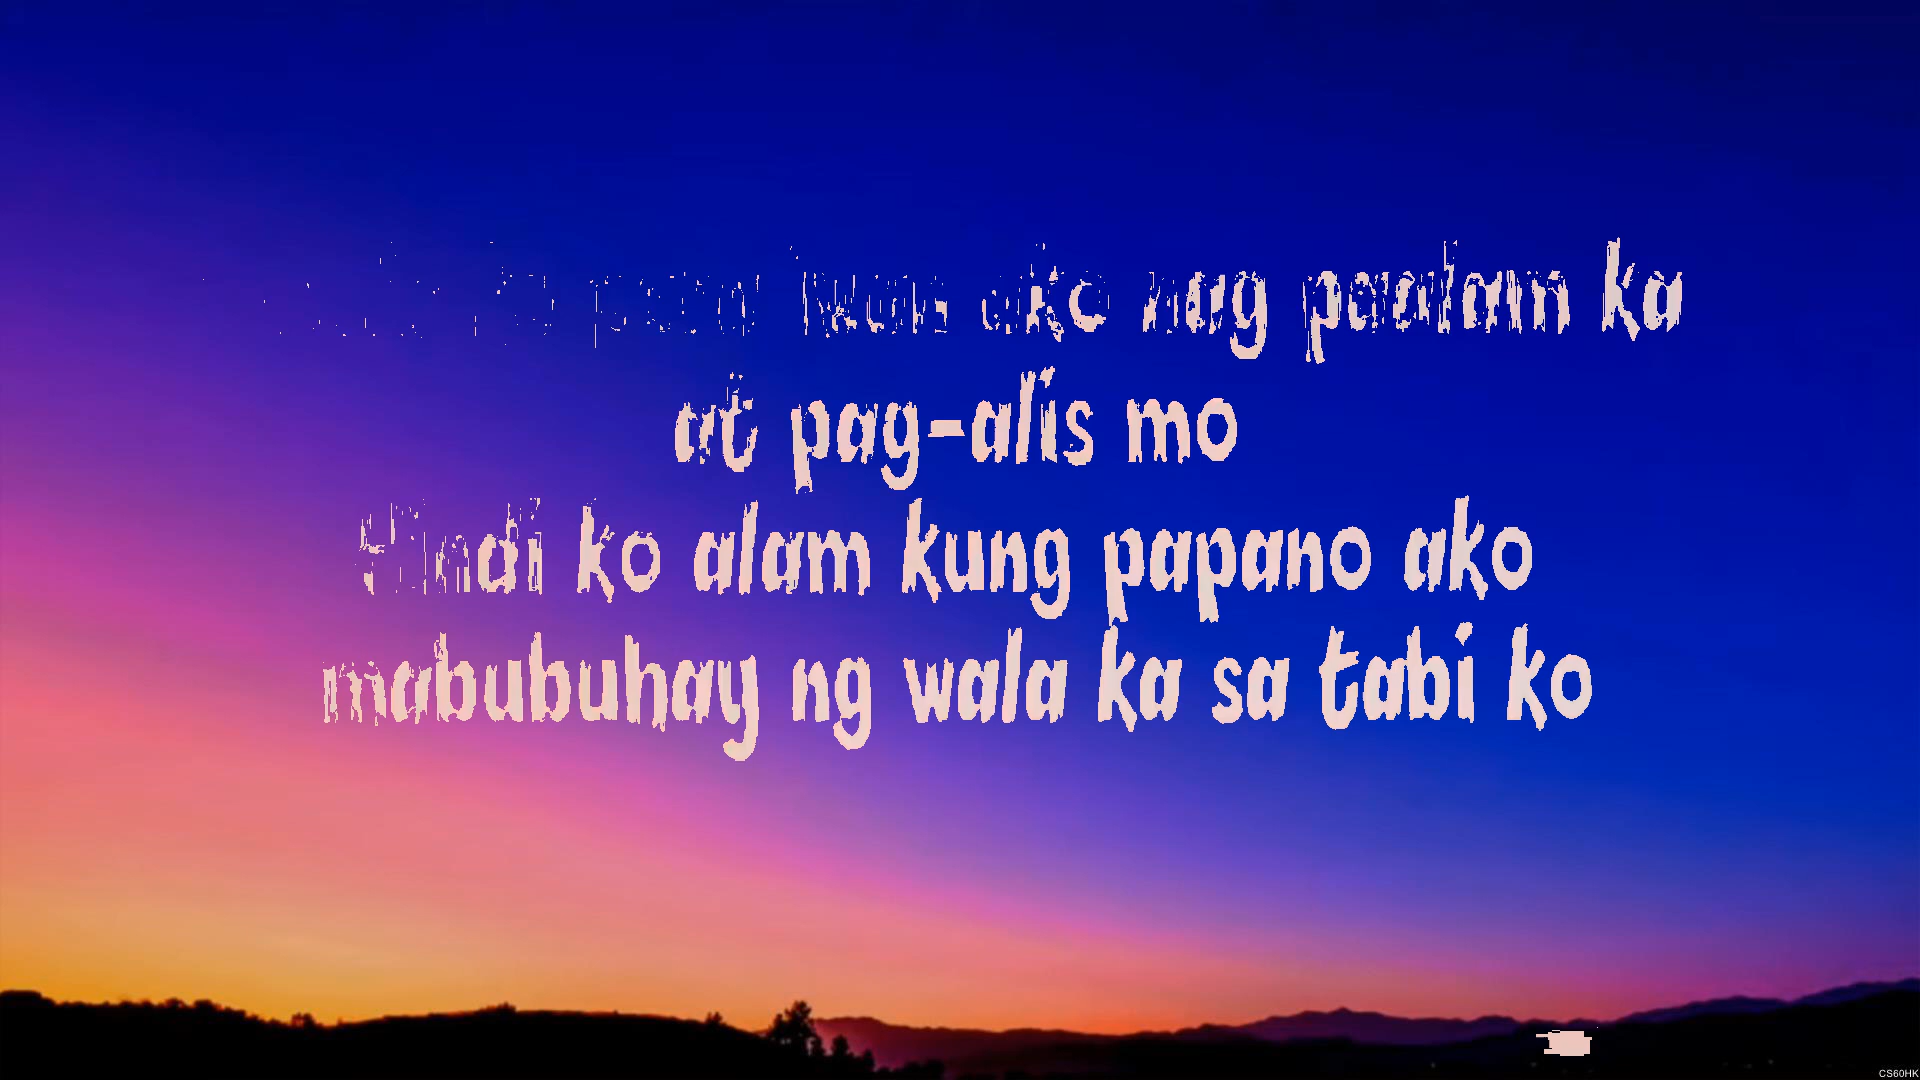 iwan ako nag paalam ka
at pag-alis mo
Hindi ko alam kung papano ako
mabubuhay ng wala ka sa tabi ko
CS60HK